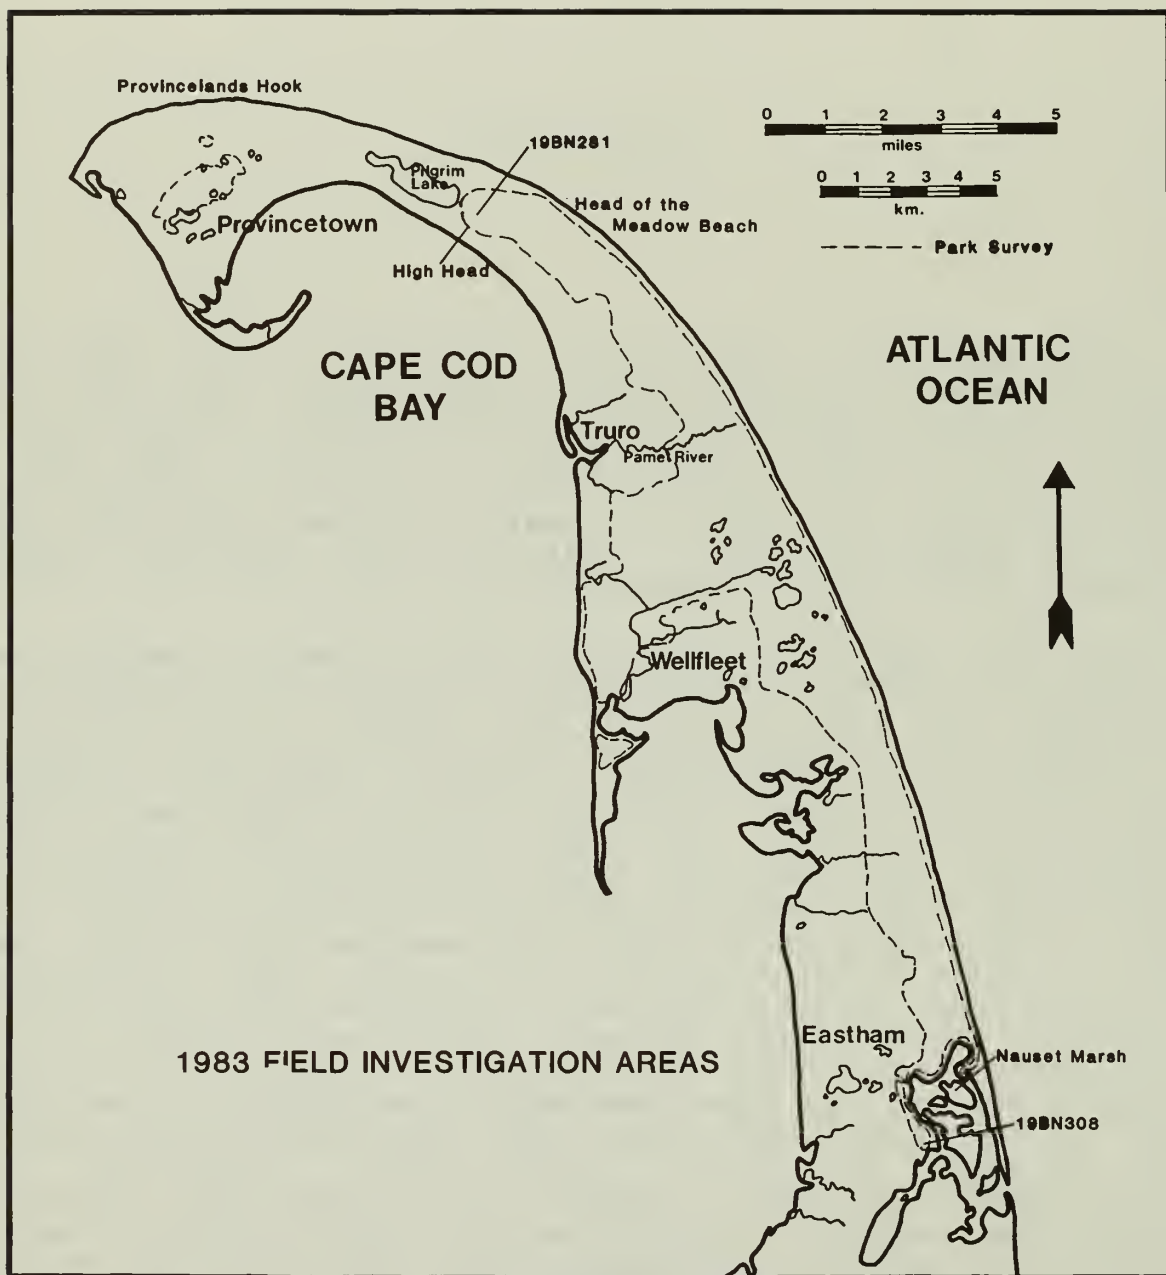 Provincelands Hook
0 1 2 3 4 5
miles
0 1 2 3 4 5
km.
Park Survey
19BN281
Pilgrim
Lake
Head of the
Meadow Beach
Provincetown
High Head
CAPE COD
BAY
ATLANTIC
OCEAN
Truro
Pamet River
Wellfleet
Eastham
1983 FIELD INVESTIGATION AREAS
Nauset Marsh
19BN308